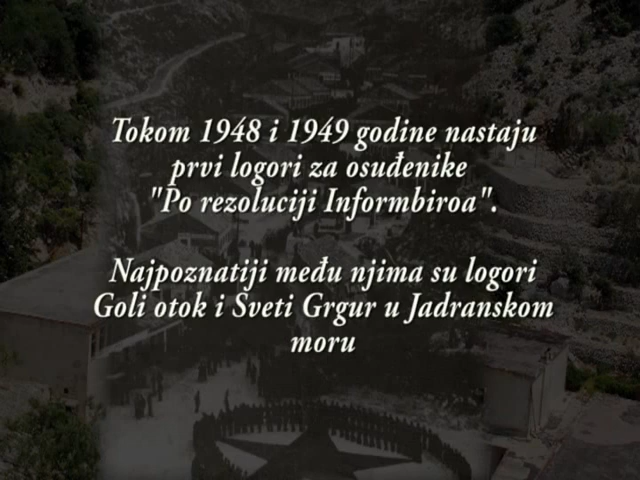 Tokom 1948 i 1949 godine nastaju
prvi logori za osuđenike
"Po rezoluciji Informbiroa".
Najpoznatiji među njima su logori
Goli otok i Sveti Grgur u Jadranskom
moru